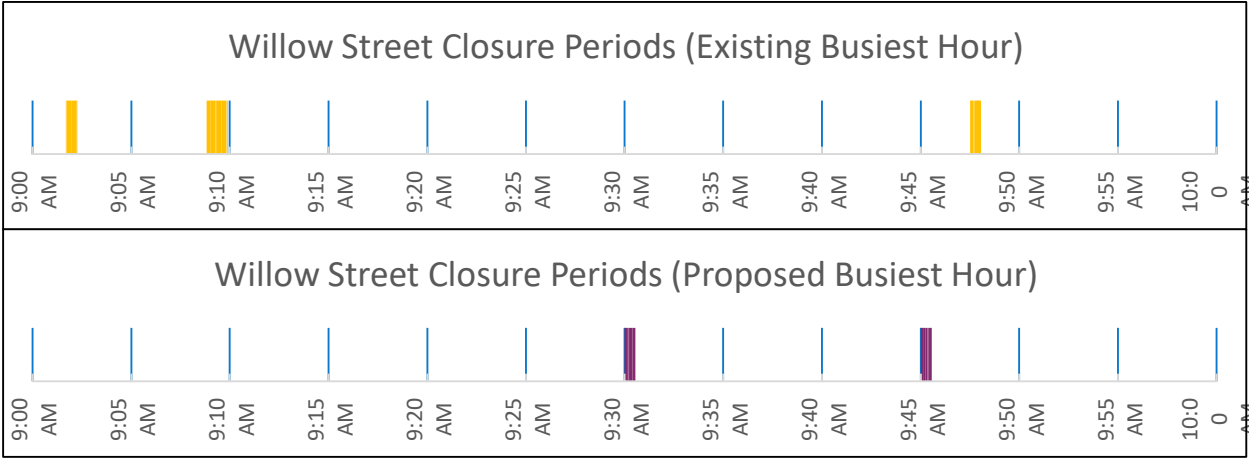 Willow Street Closure Periods (Existing Busiest Hour)
9:00
AM
9:05
AM
9:10
AM
9:15
AM
9:20
AM
9:25
AM
9:30
AM
9:35
AM
9:40
AM
9:45
AM
9:50
AM
9:55
AM
10:0
0
AM
Willow Street Closure Periods (Proposed Busiest Hour)
9:00
AM
9:05
AM
9:10
AM
9:15
AM
9:20
AM
9:25
AM
9:30
AM
9:35
AM
9:40
AM
9:45
AM
9:50
AM
9:55
AM
10:0
0
AM